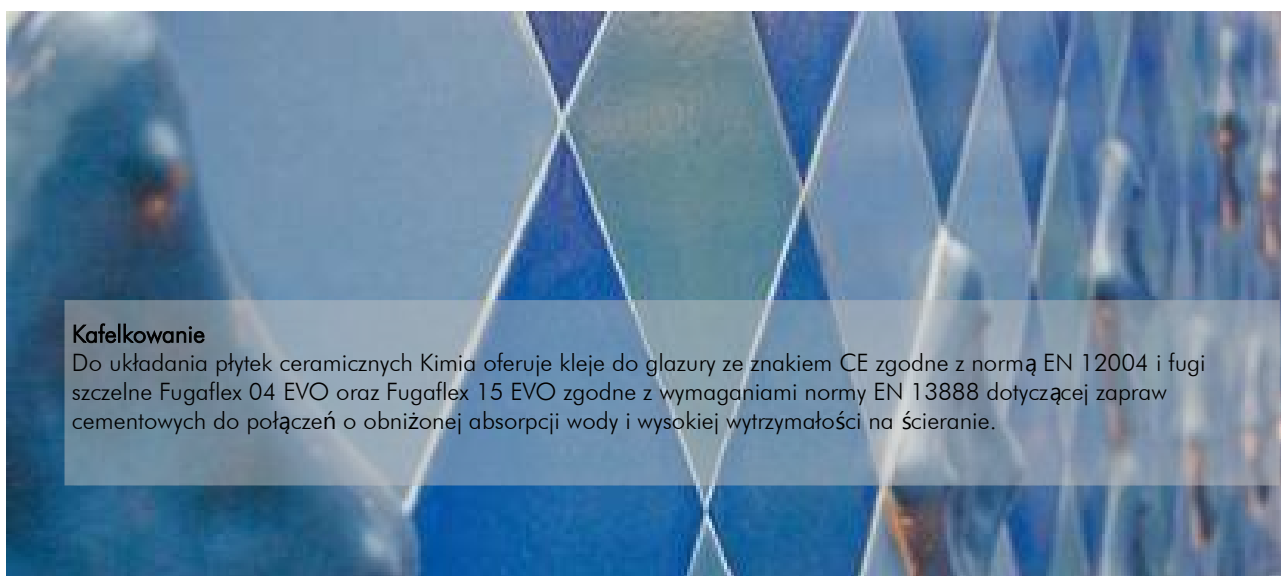 Kafelkowanie
Do układania płytek ceramicznych Kimia oferuje kleje do glazury ze znakiem CE zgodne z normą EN 12004 i fugi
szczelne Fugaflex 04 EVO oraz Fugaflex 15 EVO zgodne z wymaganiami normy EN 13888 dotyczącej zapraw
cementowych do połączeń o obniżonej absorpcji wody i wysokiej wytrzymałości na ścieranie.